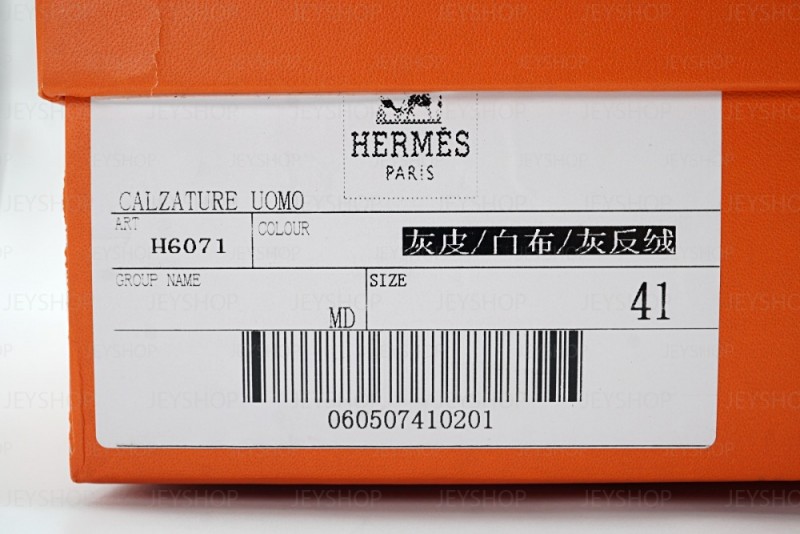 HERMÈS
PARIS
CALZATURE UOMO
ART
H6071
COLOUR
灰皮/白布/灰反绒
GROUP NAME
MD
SIZE
41
060507410201
JEYSHOP